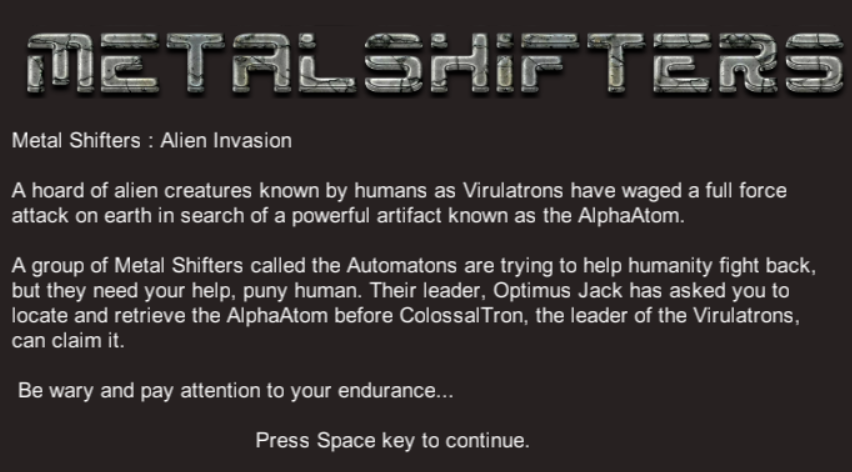 METALSHIFTERS
Metal Shifters : Alien Invasion
A hoard of alien creatures known by humans as Virulatrons have waged a full force
attack on earth in search of a powerful artifact known as the AlphaAtom.
A group of Metal Shifters called the Automatons are trying to help humanity fight back,
but they need your help, puny human. Their leader, Optimus Jack has asked you to
locate and retrieve the AlphaAtom before ColossalTron, the leader of the Virulatrons,
can claim it.
Be wary and pay attention to your endurance...
Press Space key to continue.